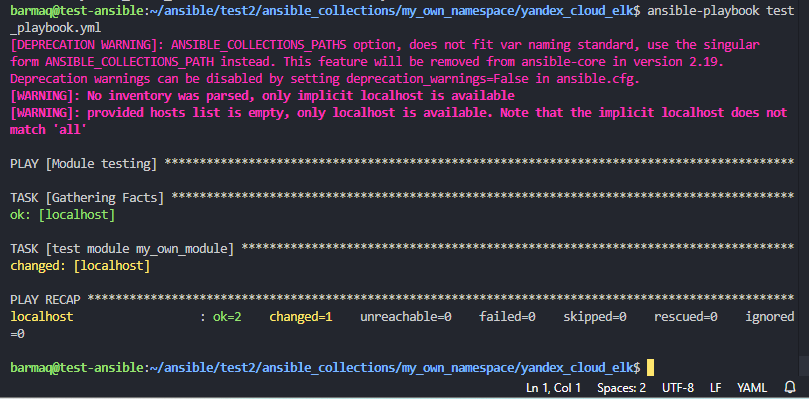 barmaq@test-ansible:~/ansible/test2/ansible_collections/my_own_namespace/yandex_cloud_elk$ ansible-playbook test
_playbook.yml
[DEPRECATION WARNING]: ANSIBLE_COLLECTIONS_PATHS option, does not fit var naming standard, use the singular
form ANSIBLE_COLLECTIONS_PATH instead. This feature will be removed from ansible-core in version 2.19.
Deprecation warnings can be disabled by setting deprecation_warnings=False in ansible.cfg.
[WARNING]: No inventory was parsed, only implicit localhost is available
[WARNING]: provided hosts list is empty, only localhost is available. Note that the implicit localhost does not
match 'all'
PLAY [Module testing] ******************************************************************************************
TASK [Gathering Facts] *****************************************************************************************
ok: [localhost]
TASK [test module my_own_module] *******************************************************************************
changed: [localhost]
PLAY RECAP *****************************************************************************************************
localhost                  : ok=2    changed=1    unreachable=0    failed=0    skipped=0    rescued=0    ignored
=0
barmaq@test-ansible:~/ansible/test2/ansible_collections/my_own_namespace/yandex_cloud_elk$
Ln 1, Col 1    Spaces: 2    UTF-8    LF    YAML